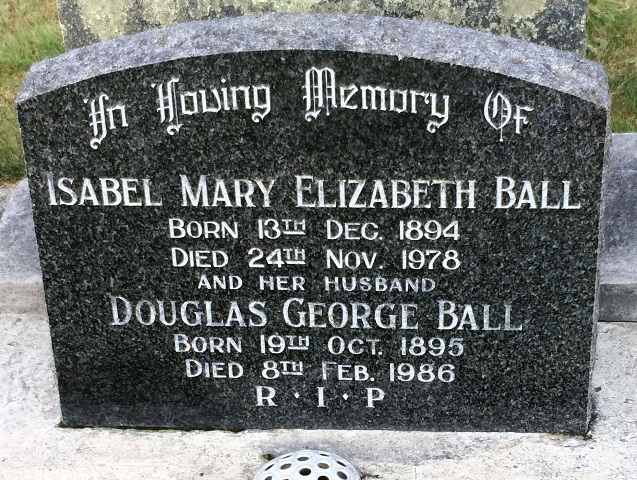 In Loving Memory Of
ISABEL MARY ELIZABETH BALL
BORN 13TH DEC. 1894
DIED 24TH NOV. 1978
AND HER HUSBAND
DOUGLAS GEORGE BALL
BORN 19TH OCT. 1895
DIED 8TH FEB. 1986
R · I · P